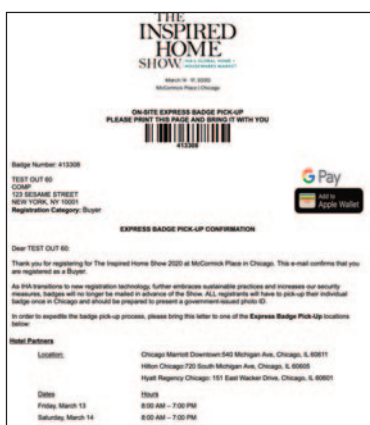 THE
INSPIRED
HOME
SHOW
IHA'S GLOBAL HOME +
HOUSEWARES MARKET
March 14 - 17, 2020
McCormick Place | Chicago
ON-SITE EXPRESS BADGE PICK-UP
PLEASE PRINT THIS PAGE AND BRING IT WITH YOU
413308
Badge Number: 413308
TEST OUT 60
COMP
123 SESAME STREET
NEW YORK, NY 10001
Registration Category: Buyer
G Pay
Add to
Apple Wallet
EXPRESS BADGE PICK-UP CONFIRMATION
Dear TEST OUT 60:
Thank you for registering for The Inspired Home Show 2020 at McCormick Place in Chicago. This e-mail confirms that you
are registered as a Buyer.
As IHA transitions to new registration technology, further embraces sustainable practices and increases our security
measures, badges will no longer be mailed in advance of the Show. ALL registrants will have to pick-up their individual
badge once in Chicago and should be prepared to present a government-issued photo ID.
In order to expedite the badge pick-up process, please bring this letter to one of the Express Badge Pick-Up locations
below:
Hotel Partners
Location: Chicago Marriott Downtown 540 Michigan Ave, Chicago, IL 60611
Hilton Chicago:720 South Michigan Ave, Chicago, IL 60605
Hyatt Regency Chicago: 151 East Wacker Drive, Chicago, IL 60601
Dates Hours
Friday, March 13 8:00 AM – 7:00 PM
Saturday, March 14 8:00 AM – 7:00 PM